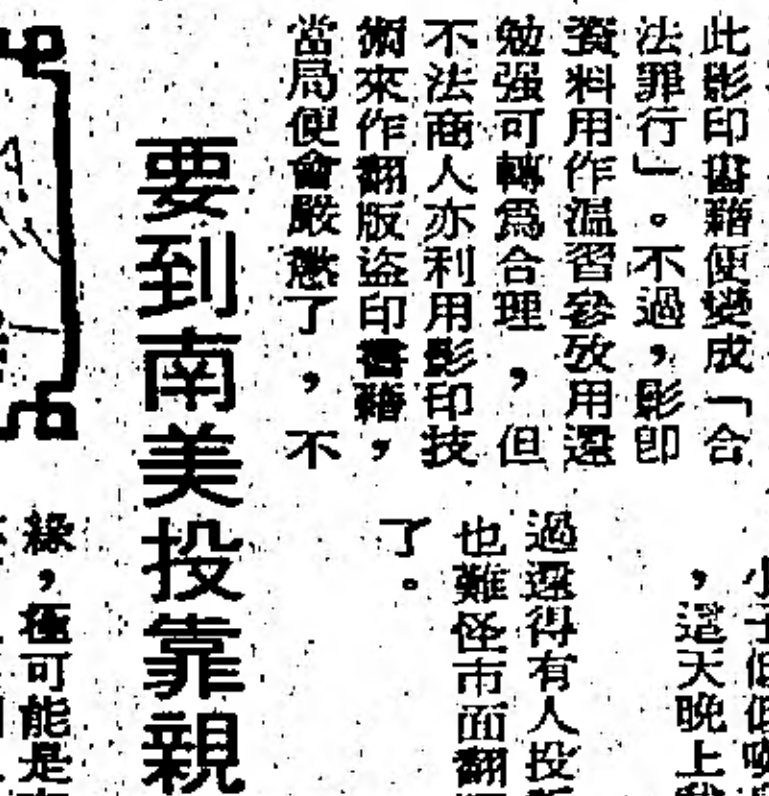 此影印書籍便變成「合
法罪行」。不過,影印
資料用作温習參攷用還
勉强可轉爲合理,但
不法商人亦利用影印技
術來作翻版盜印書籍,
當局便會嚴懲了,不
過還得有人投
也難怪市面翻
了。
要到南美投靠親
,這天晚上
緣,極可能是